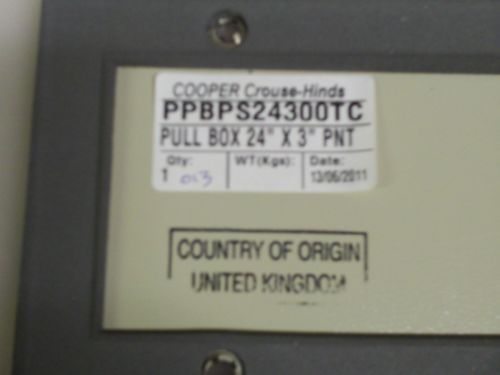 COOPER Crouse-Hinds
PPBPS24300TC
PULL BOX 24" X 3" PNT
Qty: WT(Kgs): Date:
1 13/06/2011
COUNTRY OF ORIGIN
UNITED KINGDOM